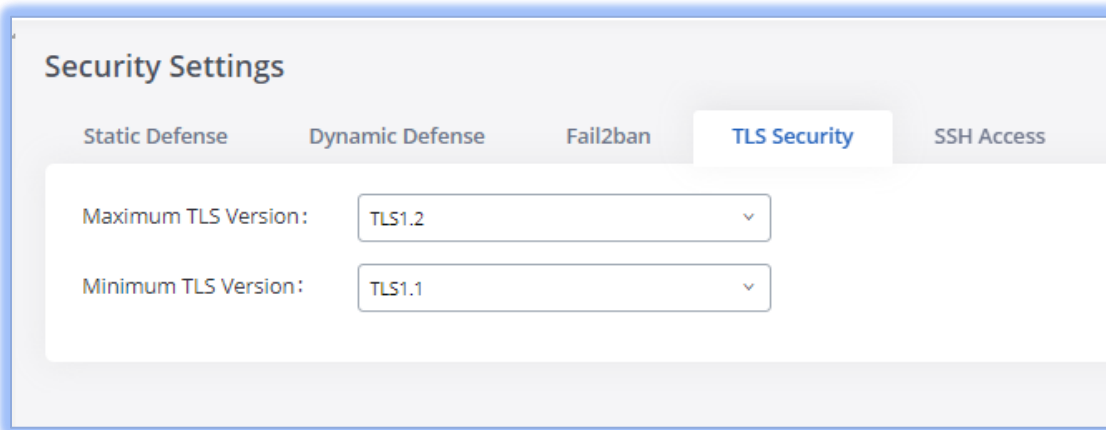 Security Settings
Static Defense Dynamic Defense Fail2ban TLS Security SSH Access
Maximum TLS Version: TLS1.2
Minimum TLS Version: TLS1.1